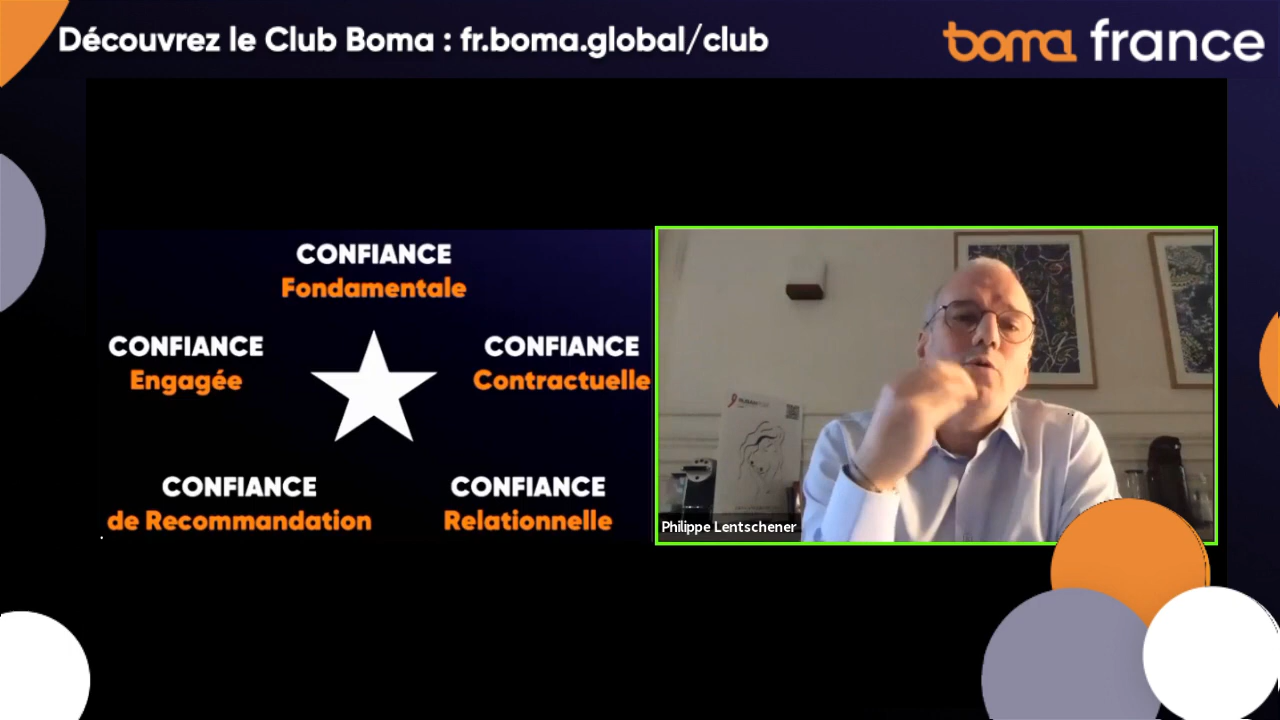 Découvrez le Club Boma : fr.boma.global/club
boma france
CONFIANCE
Fondamentale
CONFIANCE
Engagée
CONFIANCE
Contractuelle
CONFIANCE
de Recommandation
CONFIANCE
Relationnelle
Philippe Lentschener